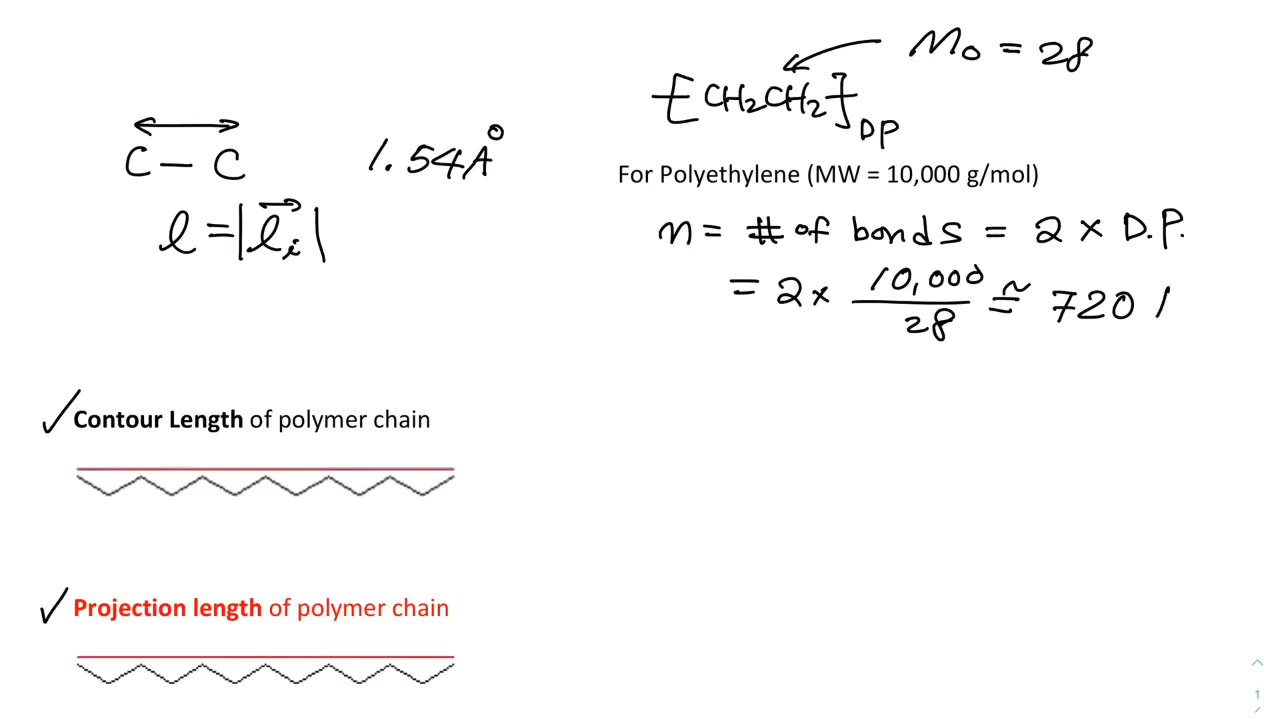 M₀ = 28
[CH₂CH₂]DP
C – C 1.54Å
For Polyethylene (MW = 10,000 g/mol)
l = |l⃗ᵢ|
n = # of bonds = 2 × D.P.
= 2 × 10,000/28 ≅ 720
Contour Length of polymer chain
Projection length of polymer chain
1